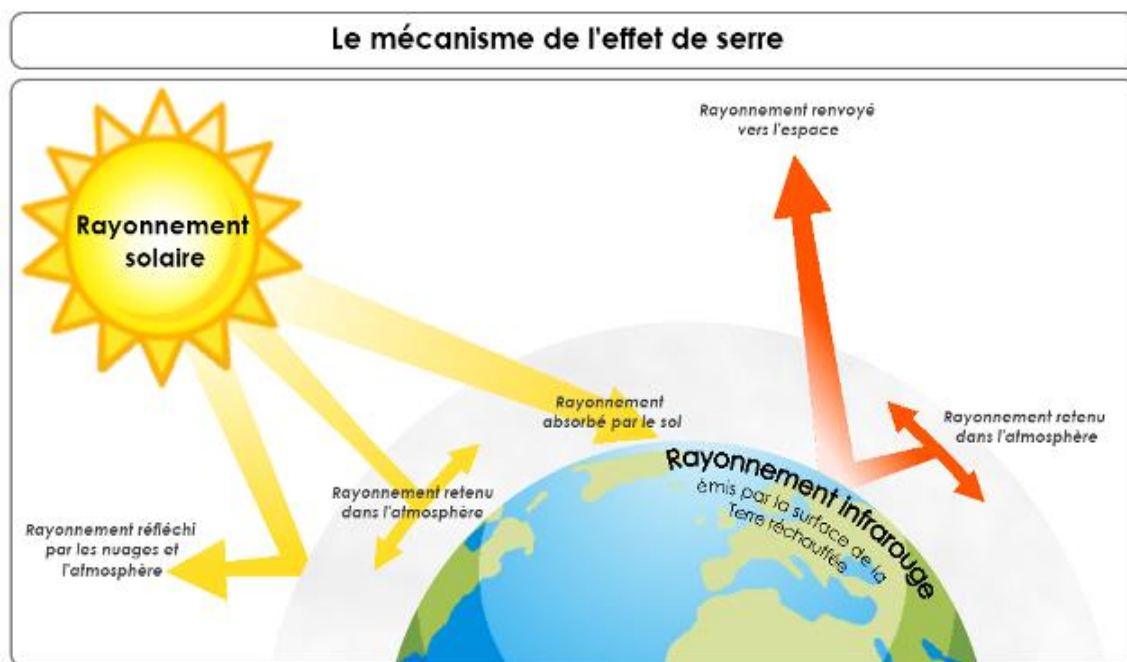 Le mécanisme de l'effet de serre
Rayonnement renvoyé
vers l'espace
Rayonnement
solaire
Rayonnement
absorbé par le sol
Rayonnement retenu
dans l'atmosphère
Rayonnement infrarouge
émis par la surface de la
Terre réchauffée
Rayonnement retenu
dans l'atmosphère
Rayonnement réfléchi
par les nuages et
l'atmosphère